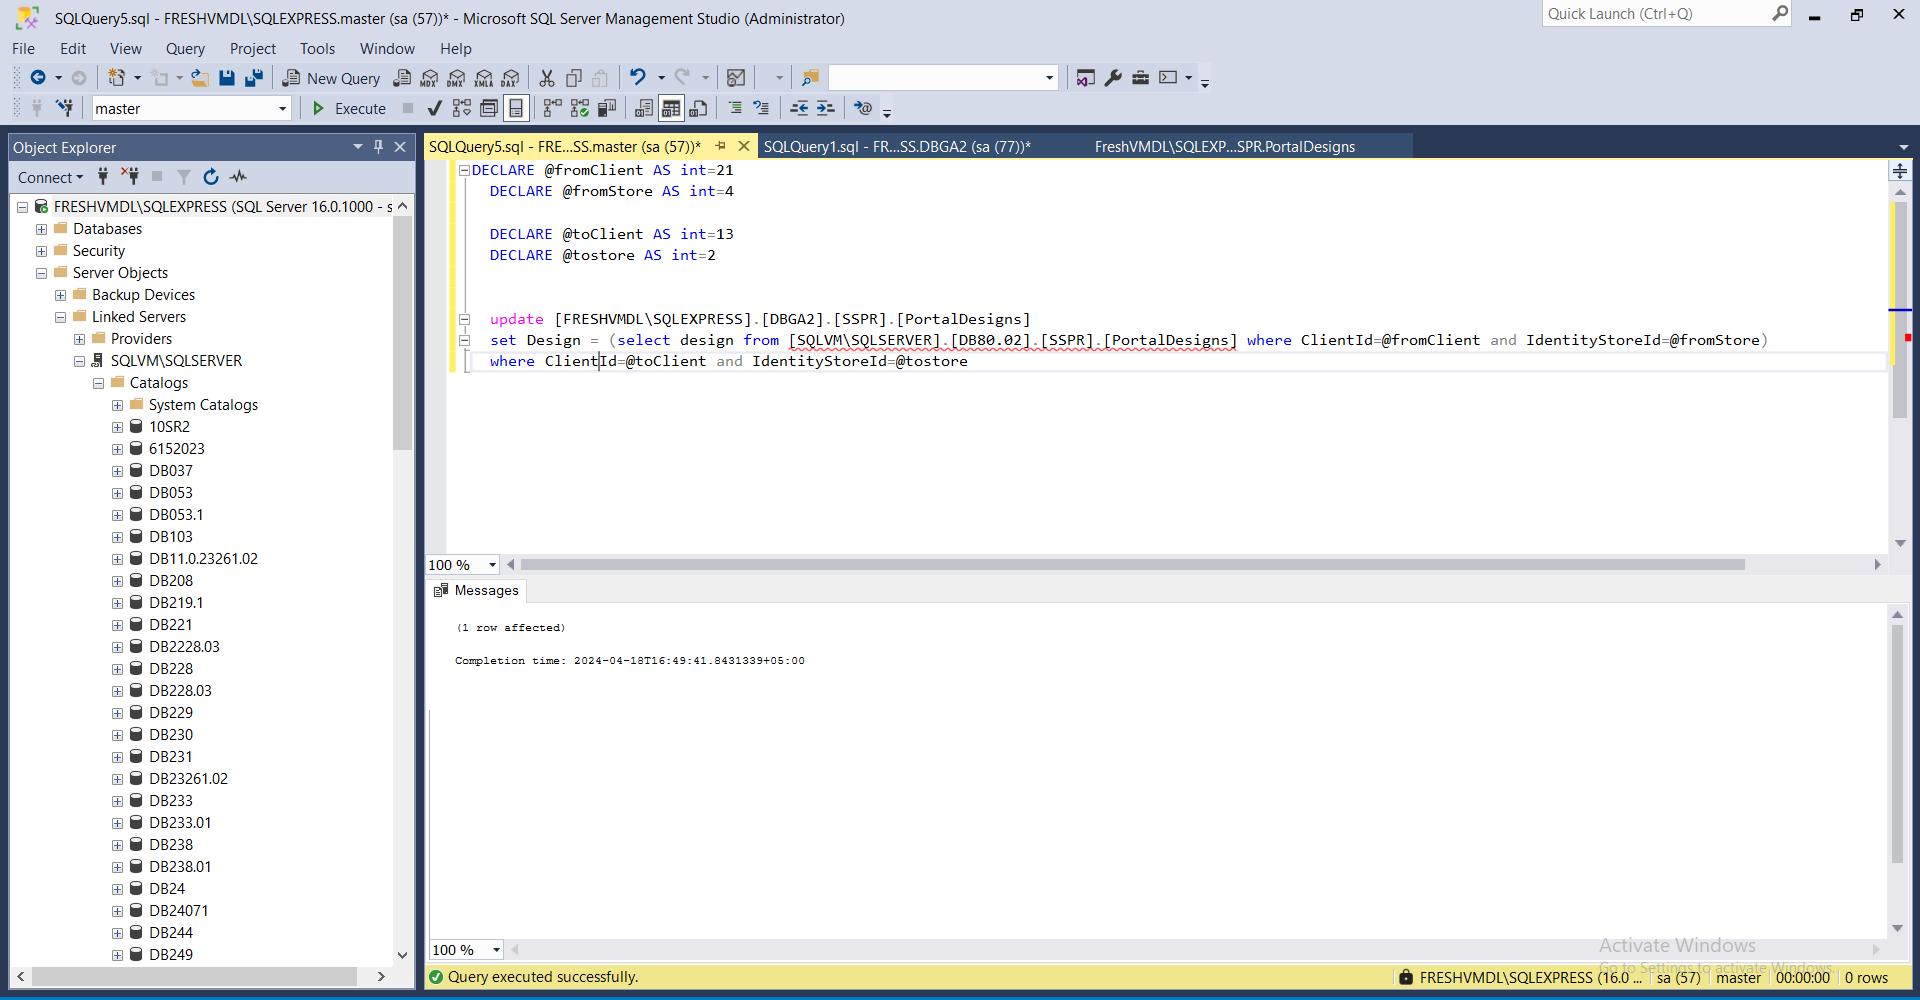 SQLQuery5.sql - FRESHVMDL\SQLEXPRESS.master (sa (57))* - Microsoft SQL Server Management Studio (Administrator)
Quick Launch (Ctrl+Q)
File Edit View Query Project Tools Window Help
New Query MDX DMX XMLA DAX
master Execute
Object Explorer
SQLQuery5.sql - FRE...SS.master (sa (57))* SQLQuery1.sql - FR...SS.DBGA2 (sa (77))* FreshVMDL\SQLEXP...SPR.PortalDesigns
Connect
FRESHVMDL\SQLEXPRESS (SQL Server 16.0.1000 - s
Databases
Security
Server Objects
Backup Devices
Linked Servers
Providers
SQLVM\SQLSERVER
Catalogs
System Catalogs
10SR2
6152023
DB037
DB053
DB053.1
DB103
DB11.0.23261.02
DB208
DB219.1
DB221
DB2228.03
DB228
DB228.03
DB229
DB230
DB231
DB23261.02
DB233
DB233.01
DB238
DB238.01
DB24
DB24071
DB244
DB249
DECLARE @fromClient AS int=21
DECLARE @fromStore AS int=4
DECLARE @toClient AS int=13
DECLARE @tostore AS int=2
update [FRESHVMDL\SQLEXPRESS].[DBGA2].[SSPR].[PortalDesigns]
set Design = (select design from [SQLVM\SQLSERVER].[DB80.02].[SSPR].[PortalDesigns] where ClientId=@fromClient and IdentityStoreId=@fromStore)
where ClientId=@toClient and IdentityStoreId=@tostore
100 %
Messages
(1 row affected)
Completion time: 2024-04-18T16:49:41.8431339+05:00
100 %
Activate Windows
Go to Settings to activate Windows.
Query executed successfully.
FRESHVMDL\SQLEXPRESS (16.0 ... sa (57) master 00:00:00 0 rows